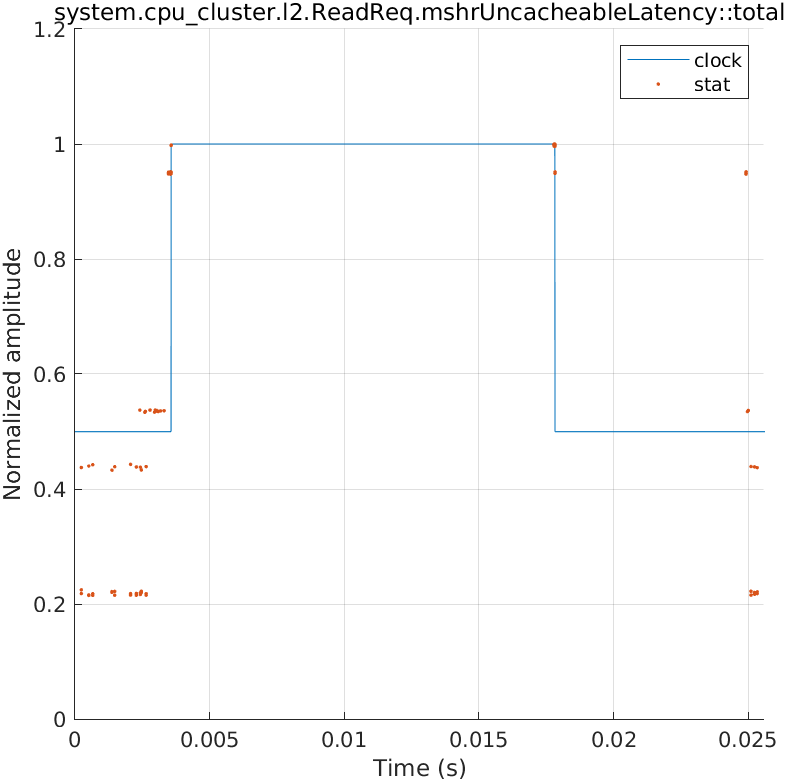 system.cpu_cluster.l2.ReadReq.mshrUncacheableLatency::total
1.2
clock
stat
1
0.8
0.6
0.4
0.2
0
Normalized amplitude
0 0.005 0.01 0.015 0.02 0.025
Time (s)